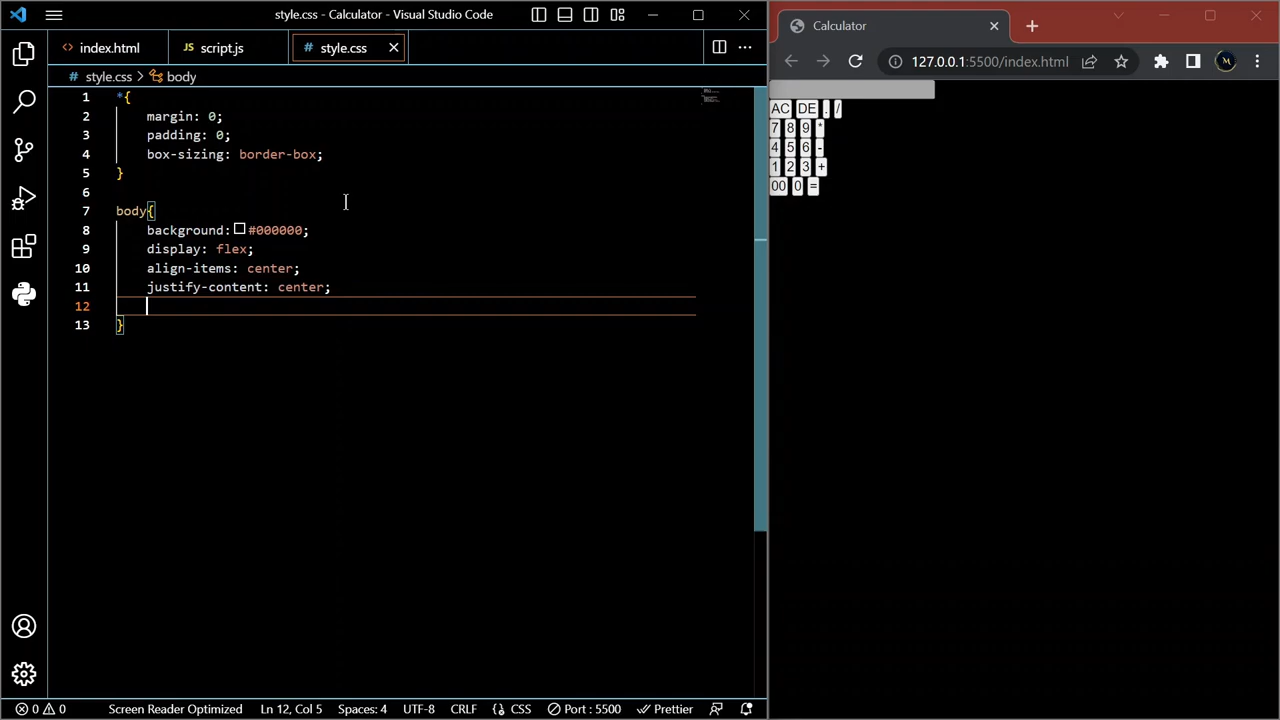 style.css - Calculator - Visual Studio Code
index.html
JS script.js
# style.css
# style.css > body
1 *{
2 margin: 0;
3 padding: 0;
4 box-sizing: border-box;
5 }
6
7 body{
8 background: #000000;
9 display: flex;
10 align-items: center;
11 justify-content: center;
12
13 }
0 0
Screen Reader Optimized
Ln 12, Col 5
Spaces: 4
UTF-8
CRLF
{} CSS
Port : 5500
Prettier
Calculator
127.0.0.1:5500/index.html
M
AC DE . /
7 8 9 *
4 5 6 -
1 2 3 +
00 0 =